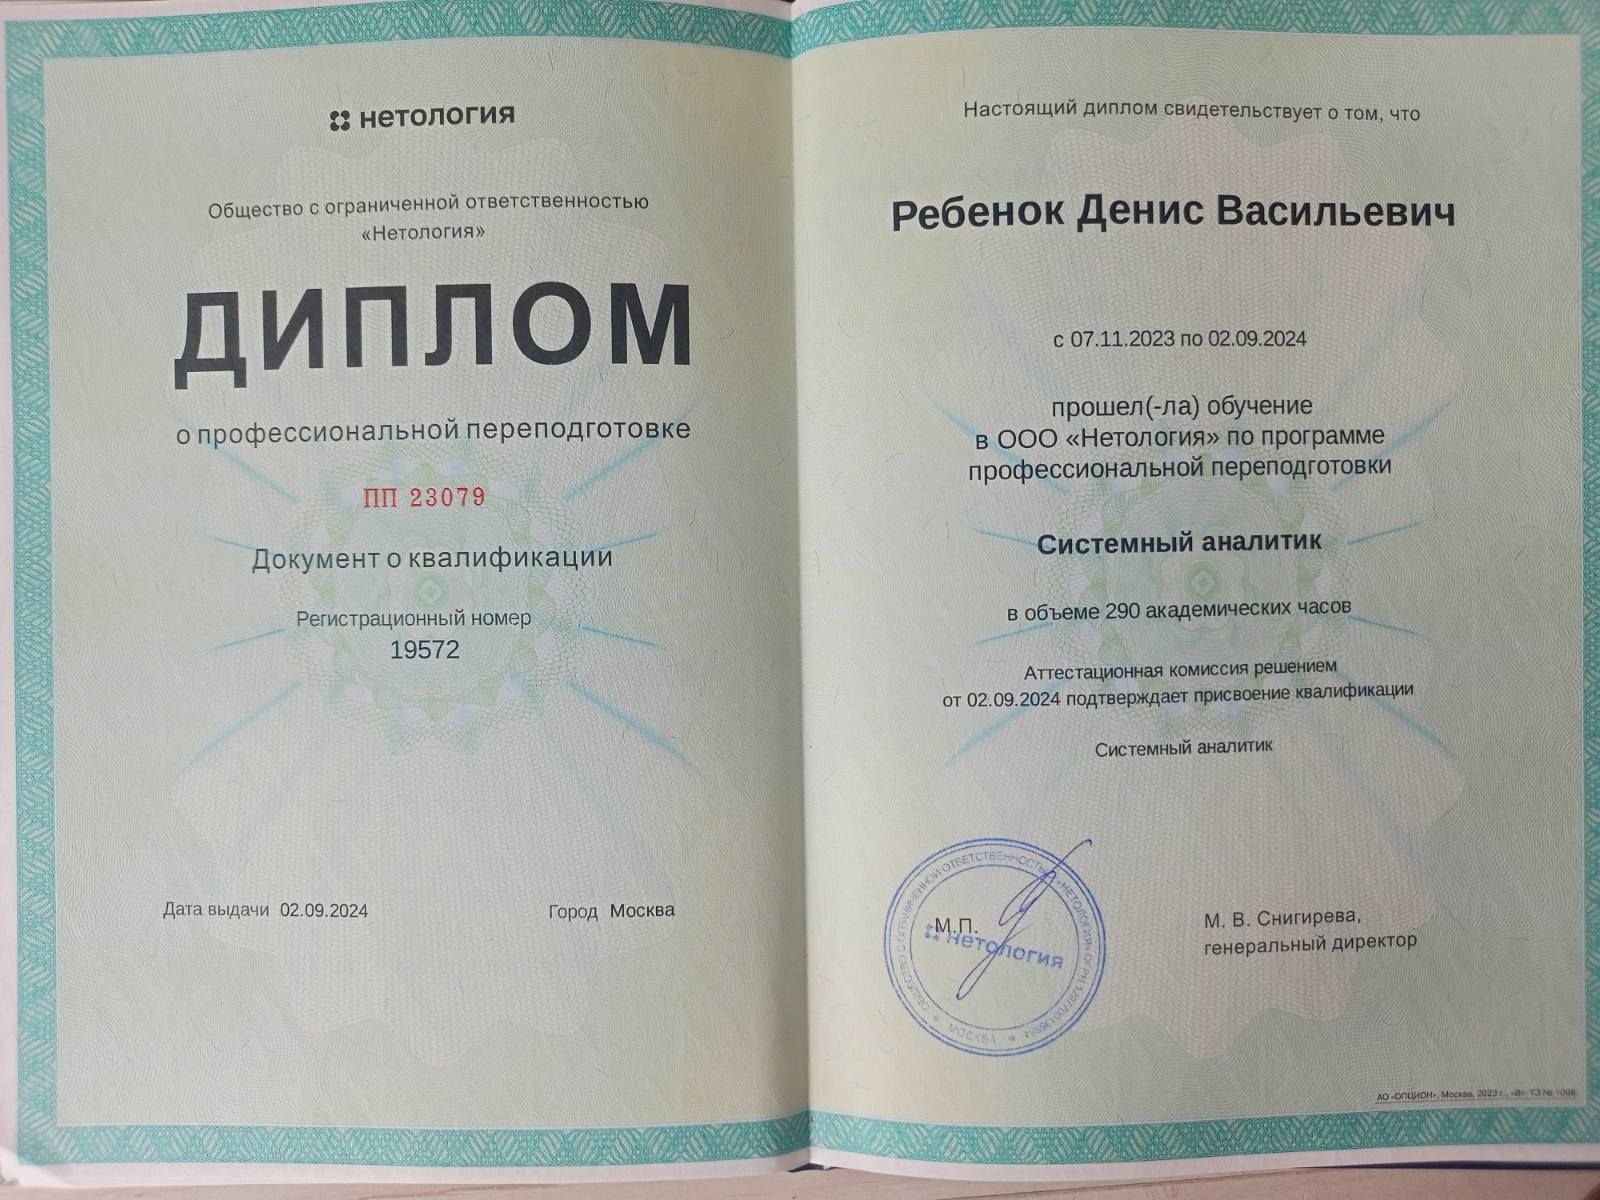 нетология
Общество с ограниченной ответственностью
«Нетология»
ДИПЛОМ
о профессиональной переподготовке
ПП 23079
Документ о квалификации
Регистрационный номер
19572
Дата выдачи 02.09.2024
Город Москва
Настоящий диплом свидетельствует о том, что
Ребенок Денис Васильевич
с 07.11.2023 по 02.09.2024
прошел(-ла) обучение
в ООО «Нетология» по программе
профессиональной переподготовки
Системный аналитик
в объеме 290 академических часов
Аттестационная комиссия решением
от 02.09.2024 подтверждает присвоение квалификации
Системный аналитик
М.П.
нетология
ОБЩЕСТВО С ОГРАНИЧЕННОЙ ОТВЕТСТВЕННОСТЬЮ «НЕТОЛОГИЯ» ОГРН
МОСКВА
М. В. Снигирева,
генеральный директор
АО «ОПЦИОН», Москва, 2023 г., «В». ТЗ № 1098